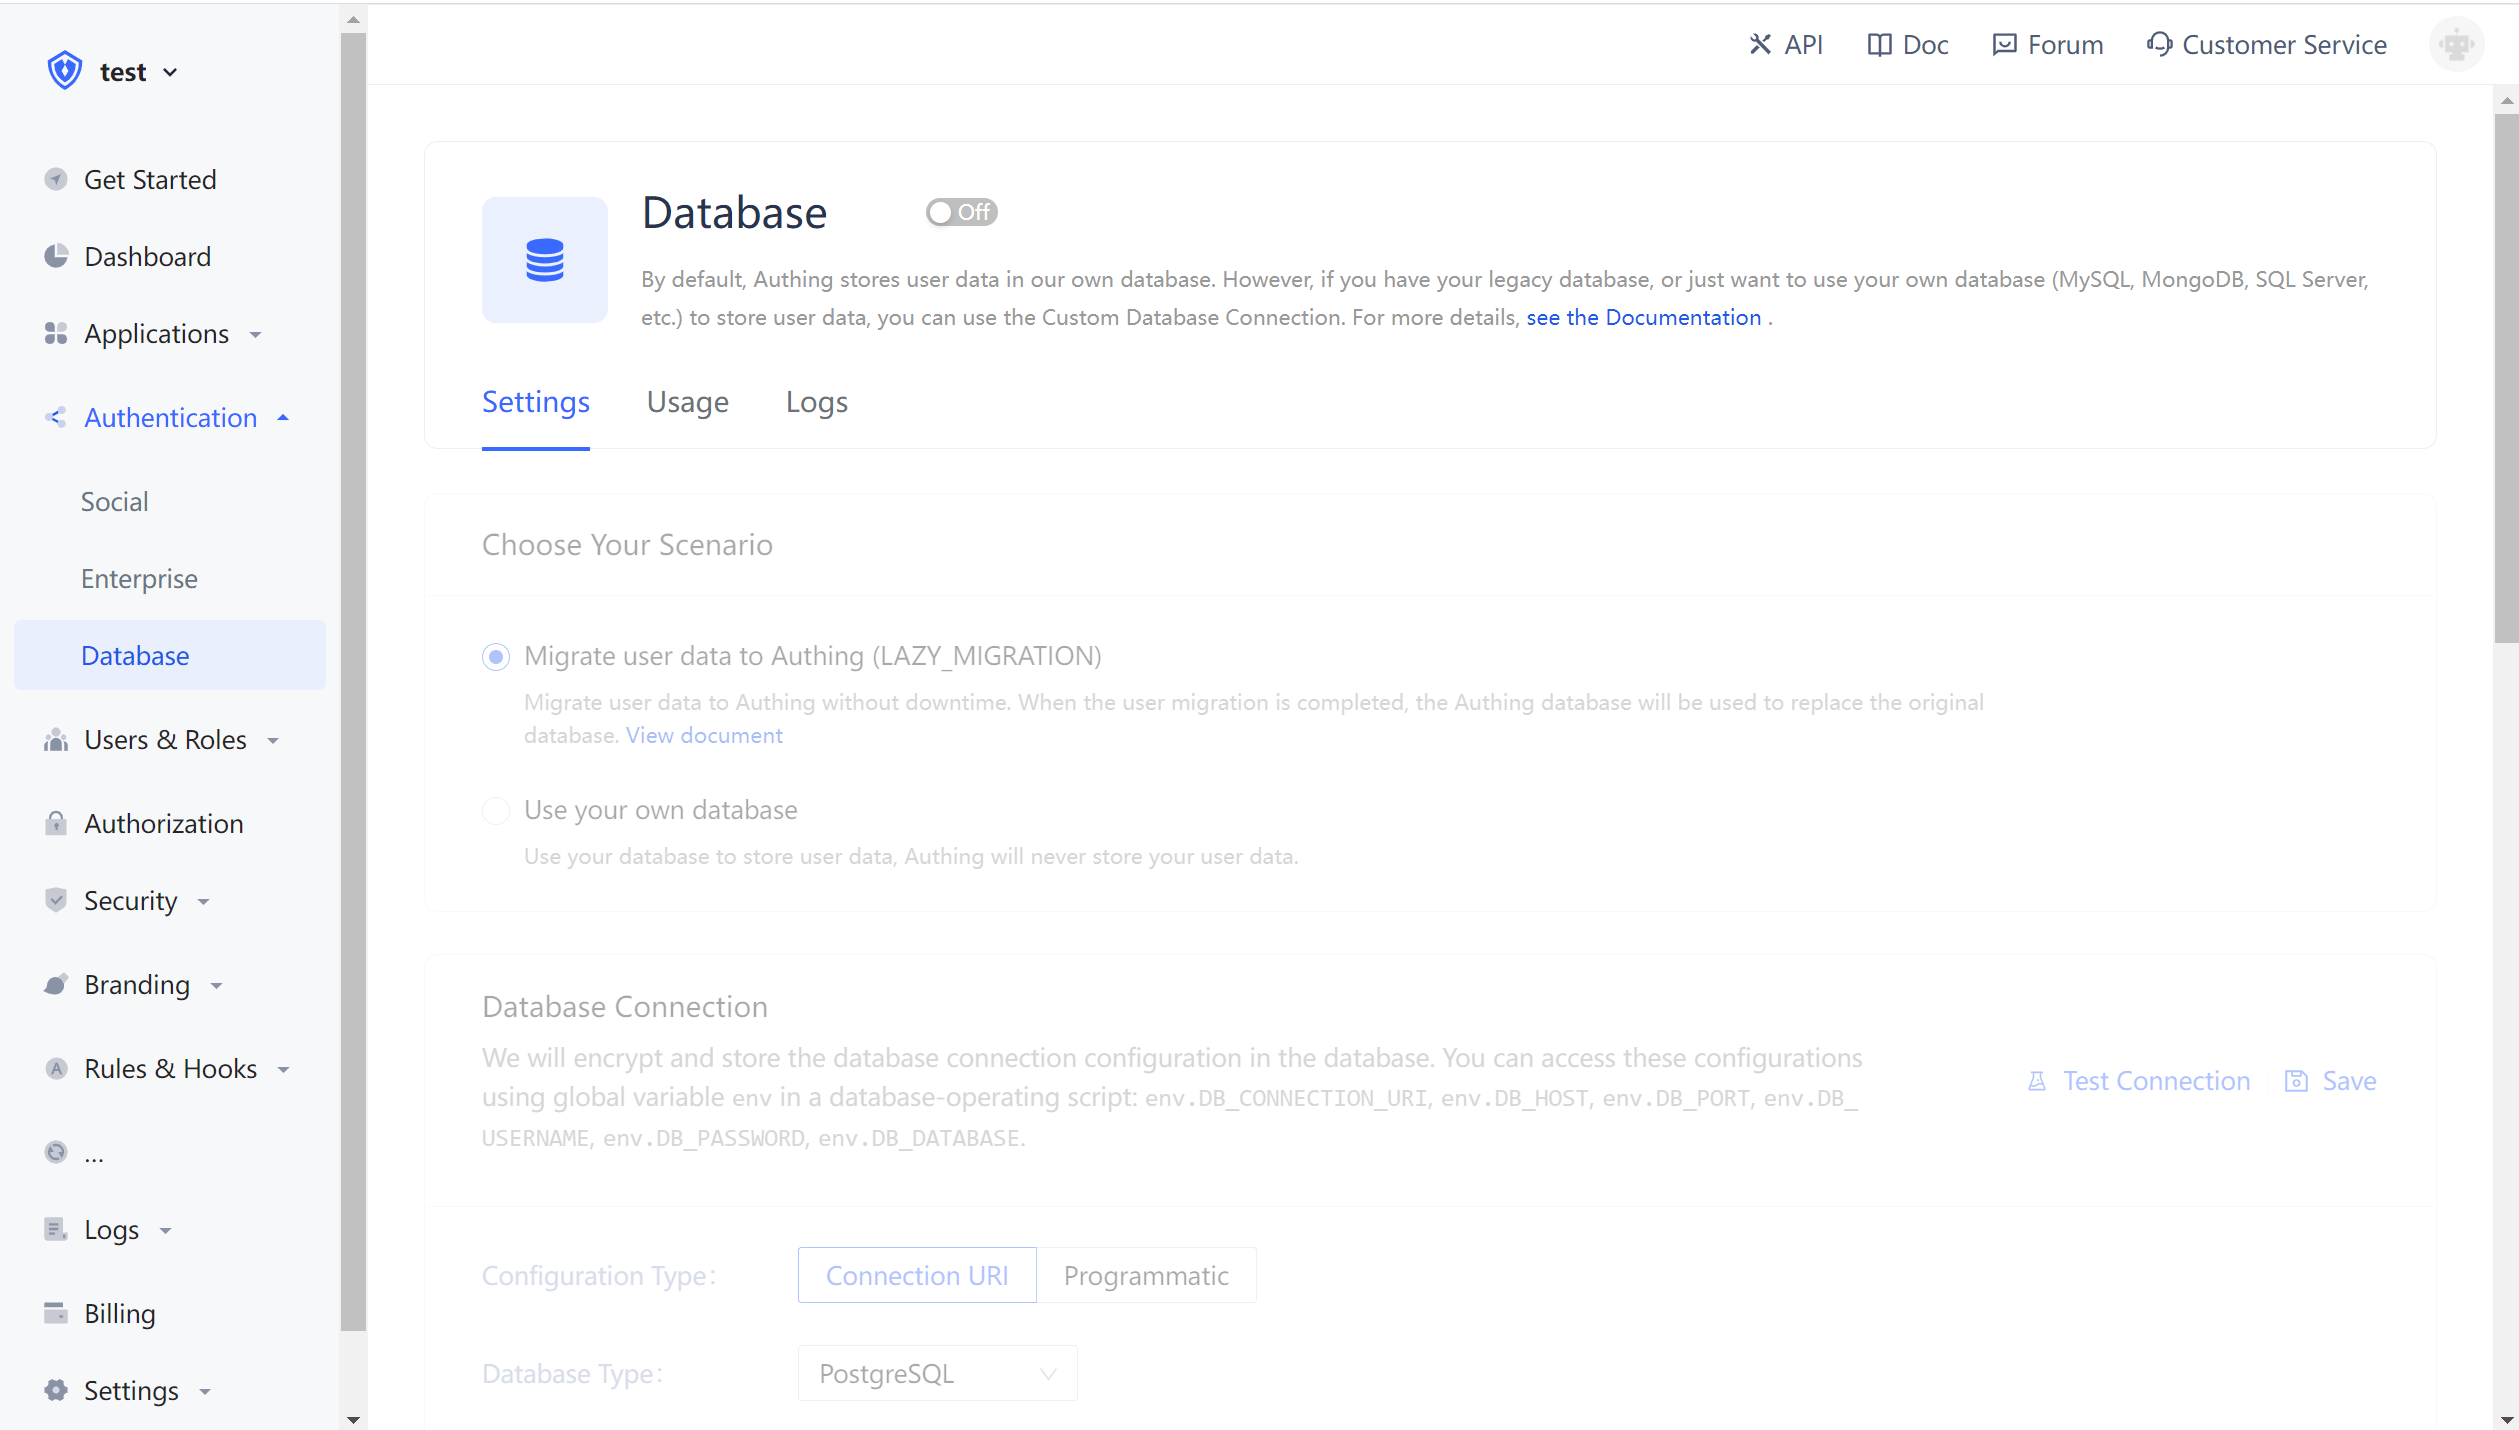 test
Get Started
Dashboard
Applications
Authentication
Social
Enterprise
Database
Users & Roles
Authorization
Security
Branding
Rules & Hooks
...
Logs
Billing
Settings
API
Doc
Forum
Customer Service
Database
Off
By default, Authing stores user data in our own database. However, if you have your legacy database, or just want to use your own database (MySQL, MongoDB, SQL Server,
etc.) to store user data, you can use the Custom Database Connection. For more details, see the Documentation .
Settings
Usage
Logs
Choose Your Scenario
Migrate user data to Authing (LAZY_MIGRATION)
Migrate user data to Authing without downtime. When the user migration is completed, the Authing database will be used to replace the original
database. View document
Use your own database
Use your database to store user data, Authing will never store your user data.
Database Connection
We will encrypt and store the database connection configuration in the database. You can access these configurations
using global variable env in a database-operating script: env.DB_CONNECTION_URI, env.DB_HOST, env.DB_PORT, env.DB_
USERNAME, env.DB_PASSWORD, env.DB_DATABASE.
Test Connection
Save
Configuration Type:
Connection URI
Programmatic
Database Type:
PostgreSQL